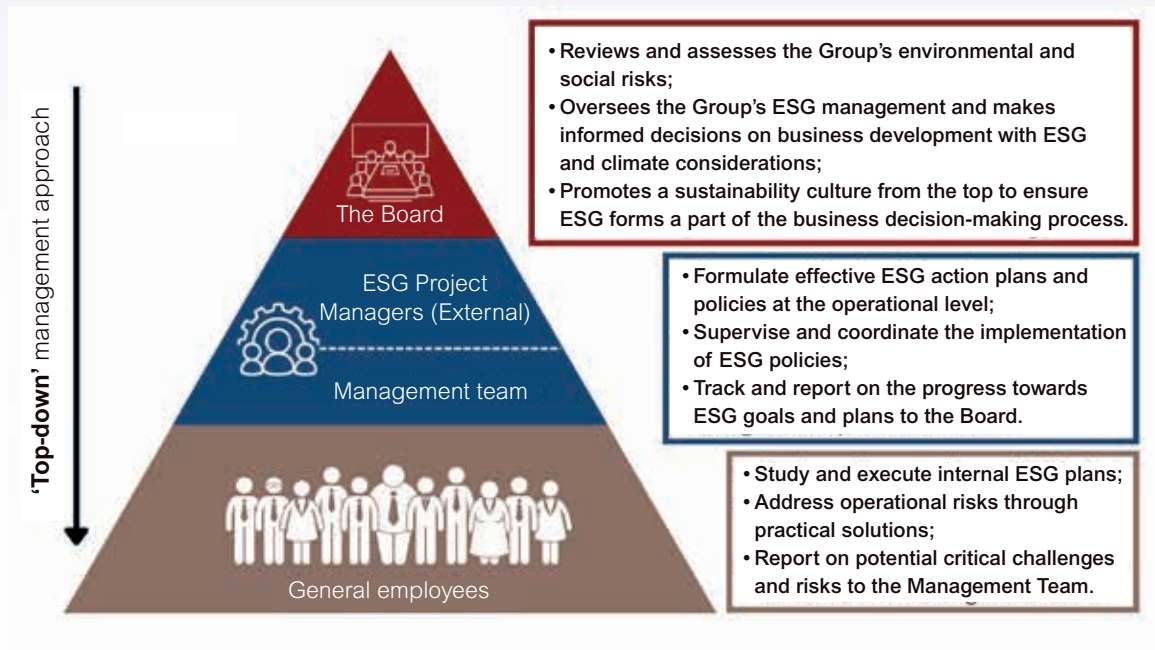 'Top-down' management approach
The Board
• Reviews and assesses the Group's environmental and
social risks;
• Oversees the Group's ESG management and makes
informed decisions on business development with ESG
and climate considerations;
• Promotes a sustainability culture from the top to ensure
ESG forms a part of the business decision-making process.
ESG Project
Managers (External)
Management team
• Formulate effective ESG action plans and
policies at the operational level;
• Supervise and coordinate the implementation
of ESG policies;
• Track and report on the progress towards
ESG goals and plans to the Board.
General employees
• Study and execute internal ESG plans;
• Address operational risks through
practical solutions;
• Report on potential critical challenges
and risks to the Management Team.